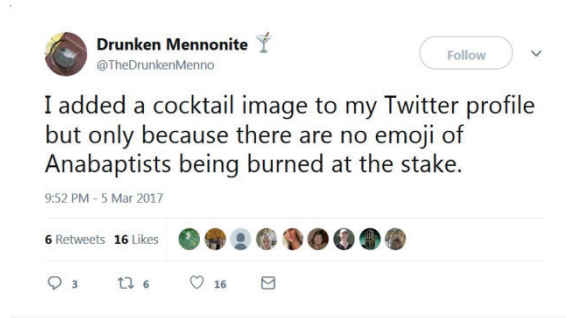 Drunken Mennonite 🍸
@TheDrunkenMenno
Follow
I added a cocktail image to my Twitter profile
but only because there are no emoji of
Anabaptists being burned at the stake.
9:52 PM - 5 Mar 2017
6 Retweets 16 Likes
3 6 16